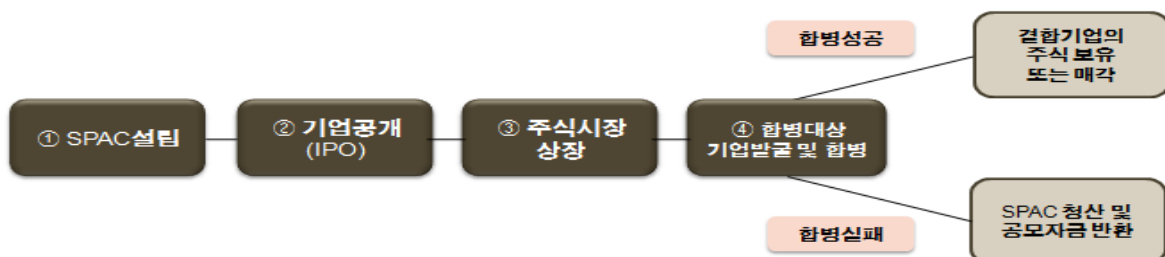 합병성공
결합기업의
주식 보유
또는 매각
① SPAC설립
② 기업공개
(IPO)
③ 주식시장
상장
④ 합병대상
기업발굴 및 합병
합병실패
SPAC 청산 및
공모자금 반환